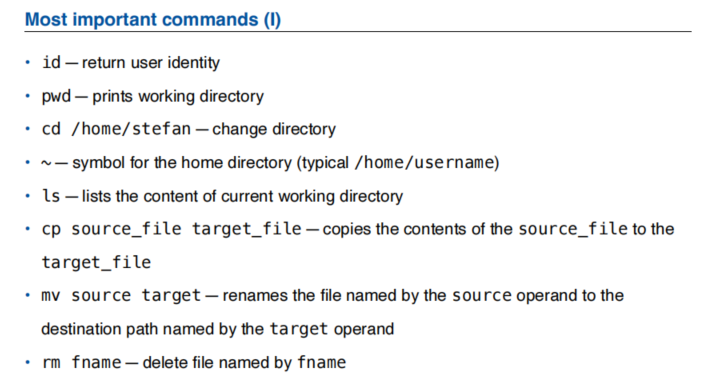 Most important commands (I)
• id — return user identity
• pwd — prints working directory
• cd /home/stefan — change directory
• ~ — symbol for the home directory (typical /home/username)
• ls — lists the content of current working directory
• cp source_file target_file — copies the contents of the source_file to the
target_file
• mv source target — renames the file named by the source operand to the
destination path named by the target operand
• rm fname — delete file named by fname